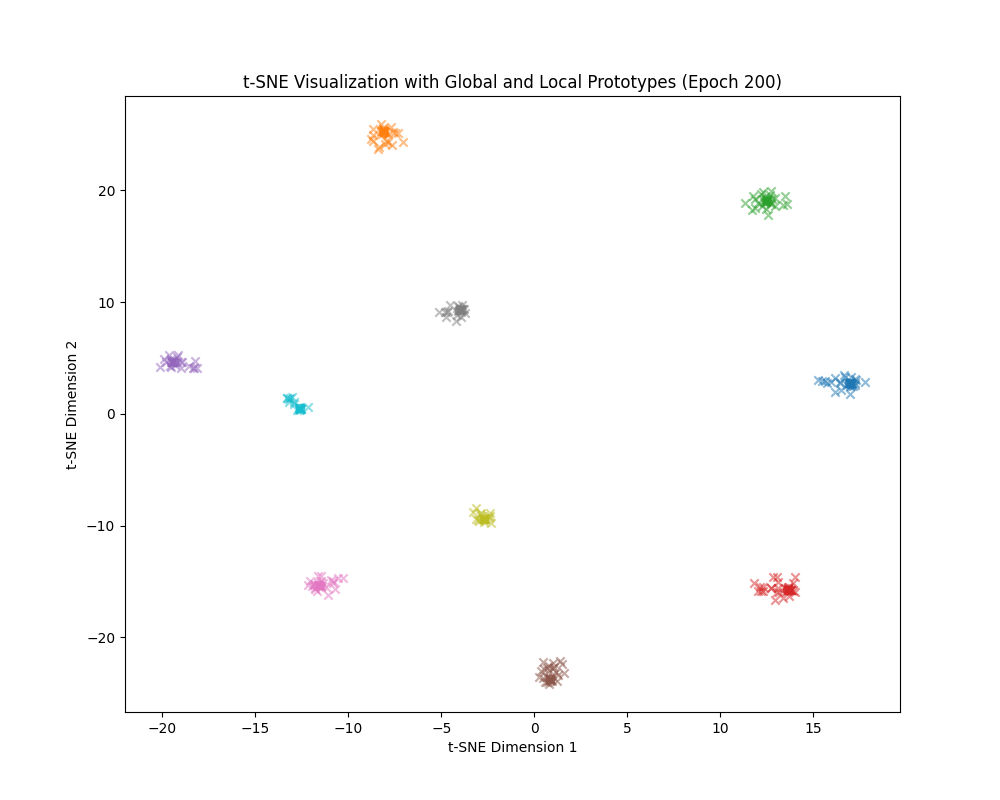 t-SNE Visualization with Global and Local Prototypes (Epoch 200)
20
10
0
−10
−20
t-SNE Dimension 2
−20 −15 −10 −5 0 5 10 15
t-SNE Dimension 1